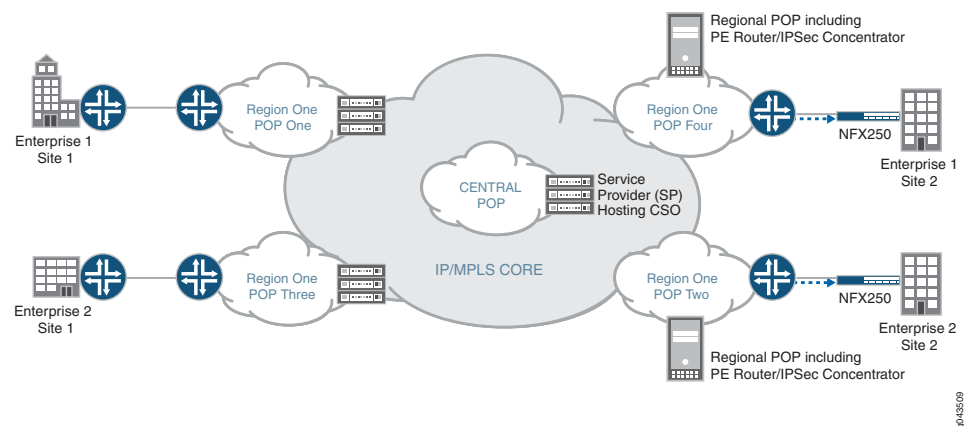 Regional POP including
PE Router/IPSec Concentrator
Region One
POP One
Region One
POP Four
NFX250
Enterprise 1
Site 1
Enterprise 1
Site 2
CENTRAL
POP
Service
Provider (SP)
Hosting CSO
IP/MPLS CORE
Region One
POP Three
Region One
POP Two
NFX250
Enterprise 2
Site 1
Enterprise 2
Site 2
Regional POP including
PE Router/IPSec Concentrator
g043509